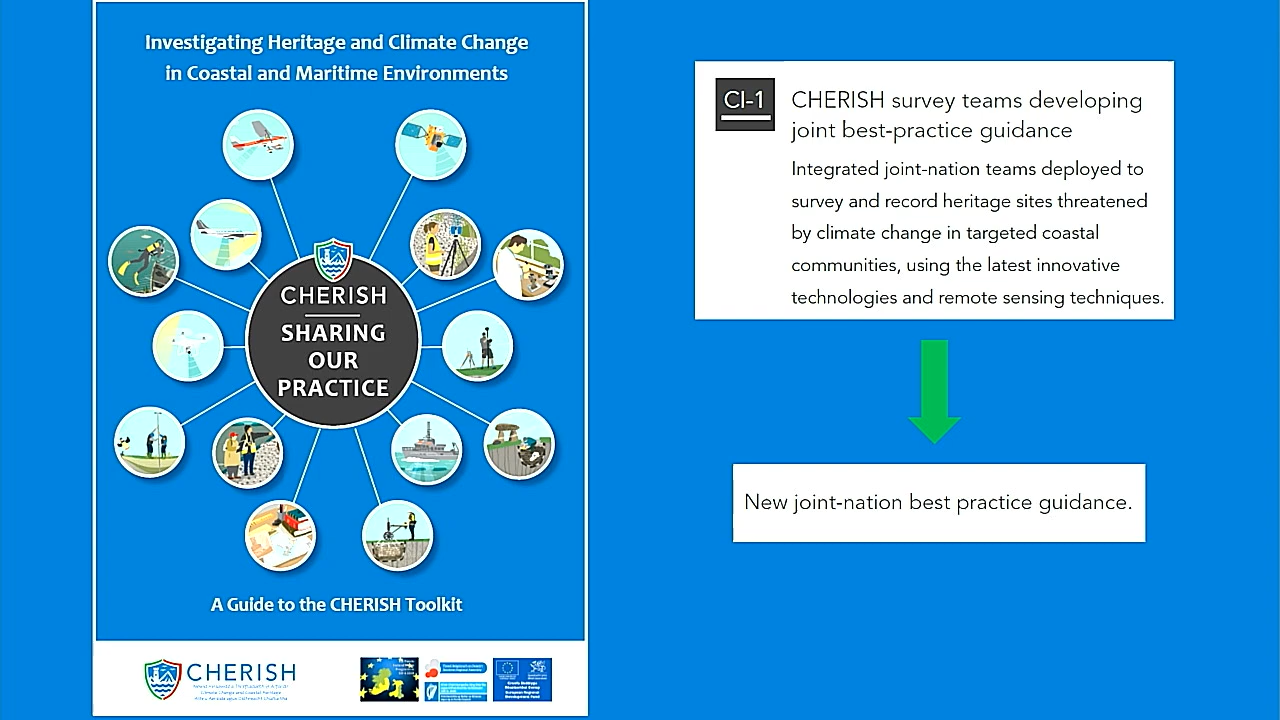 Investigating Heritage and Climate Change
in Coastal and Maritime Environments
CHERISH
SHARING
OUR
PRACTICE
A Guide to the CHERISH Toolkit
CHERISH
CI-1
CHERISH survey teams developing
joint best-practice guidance
Integrated joint-nation teams deployed to
survey and record heritage sites threatened
by climate change in targeted coastal
communities, using the latest innovative
technologies and remote sensing techniques.
New joint-nation best practice guidance.